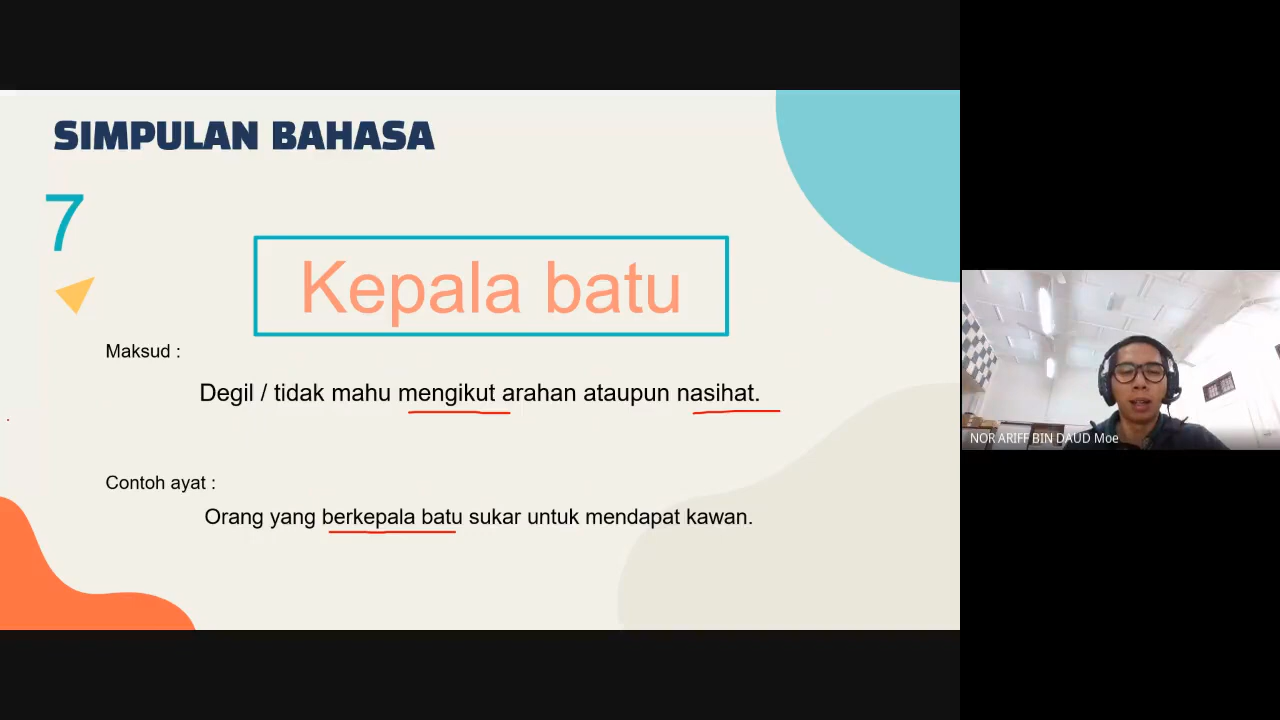 SIMPULAN BAHASA
7
Kepala batu
Maksud :
Degil / tidak mahu mengikut arahan ataupun nasihat.
Contoh ayat :
Orang yang berkepala batu sukar untuk mendapat kawan.
NOR ARIFF BIN DAUD Moe